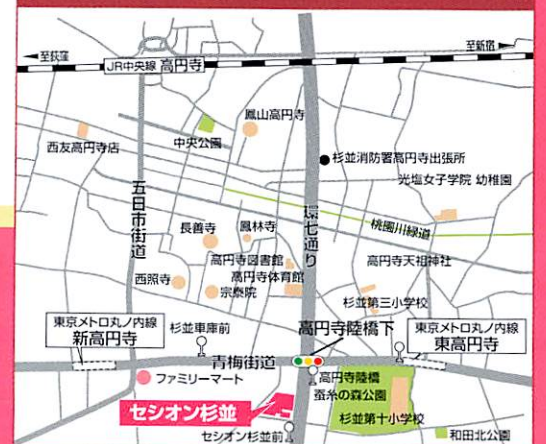 至荻窪
至新宿
JR中央線 高円寺
鳳山高円寺
中央公園
西友高円寺店
杉並消防署高円寺出張所
光塩女子学院 幼稚園
五日市街道
環七通り
桃園川緑道
長善寺
鳳林寺
高円寺図書館
高円寺天祖神社
高円寺体育館
西照寺
宗泰院
杉並第三小学校
東京メトロ丸ノ内線
新高円寺
杉並車庫前
高円寺陸橋下
東京メトロ丸ノ内線
東高円寺
青梅街道
ファミリーマート
高円寺陸橋
蚕糸の森公園
セシオン杉並
杉並第十小学校
セシオン杉並前
和田北公園